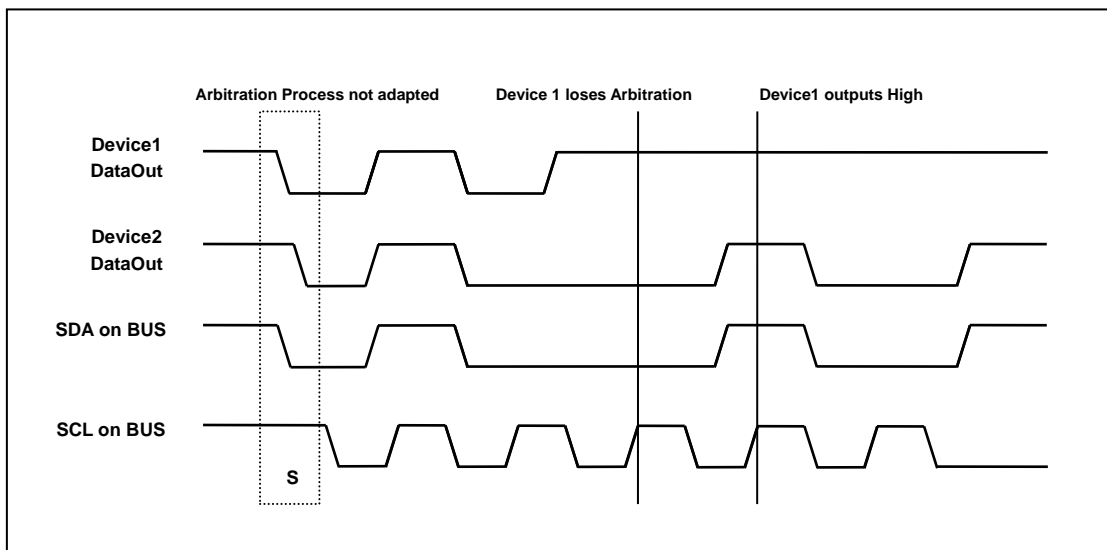 Arbitration Process not adapted
Device 1 loses Arbitration
Device1 outputs High
Device1
DataOut
Device2
DataOut
SDA on BUS
SCL on BUS
S